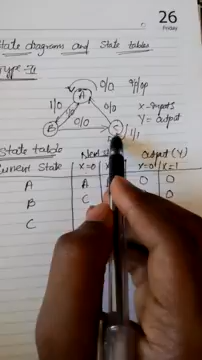 26
Friday
State diagrams and State tables
Type-II
A 0/0
1/0 0/0 x-inputs
B 0/0 C Y = output
1/1
State table
Current State Next Output (Y)
x=0 x=0 x=1
A A 0 0
B C 0
C